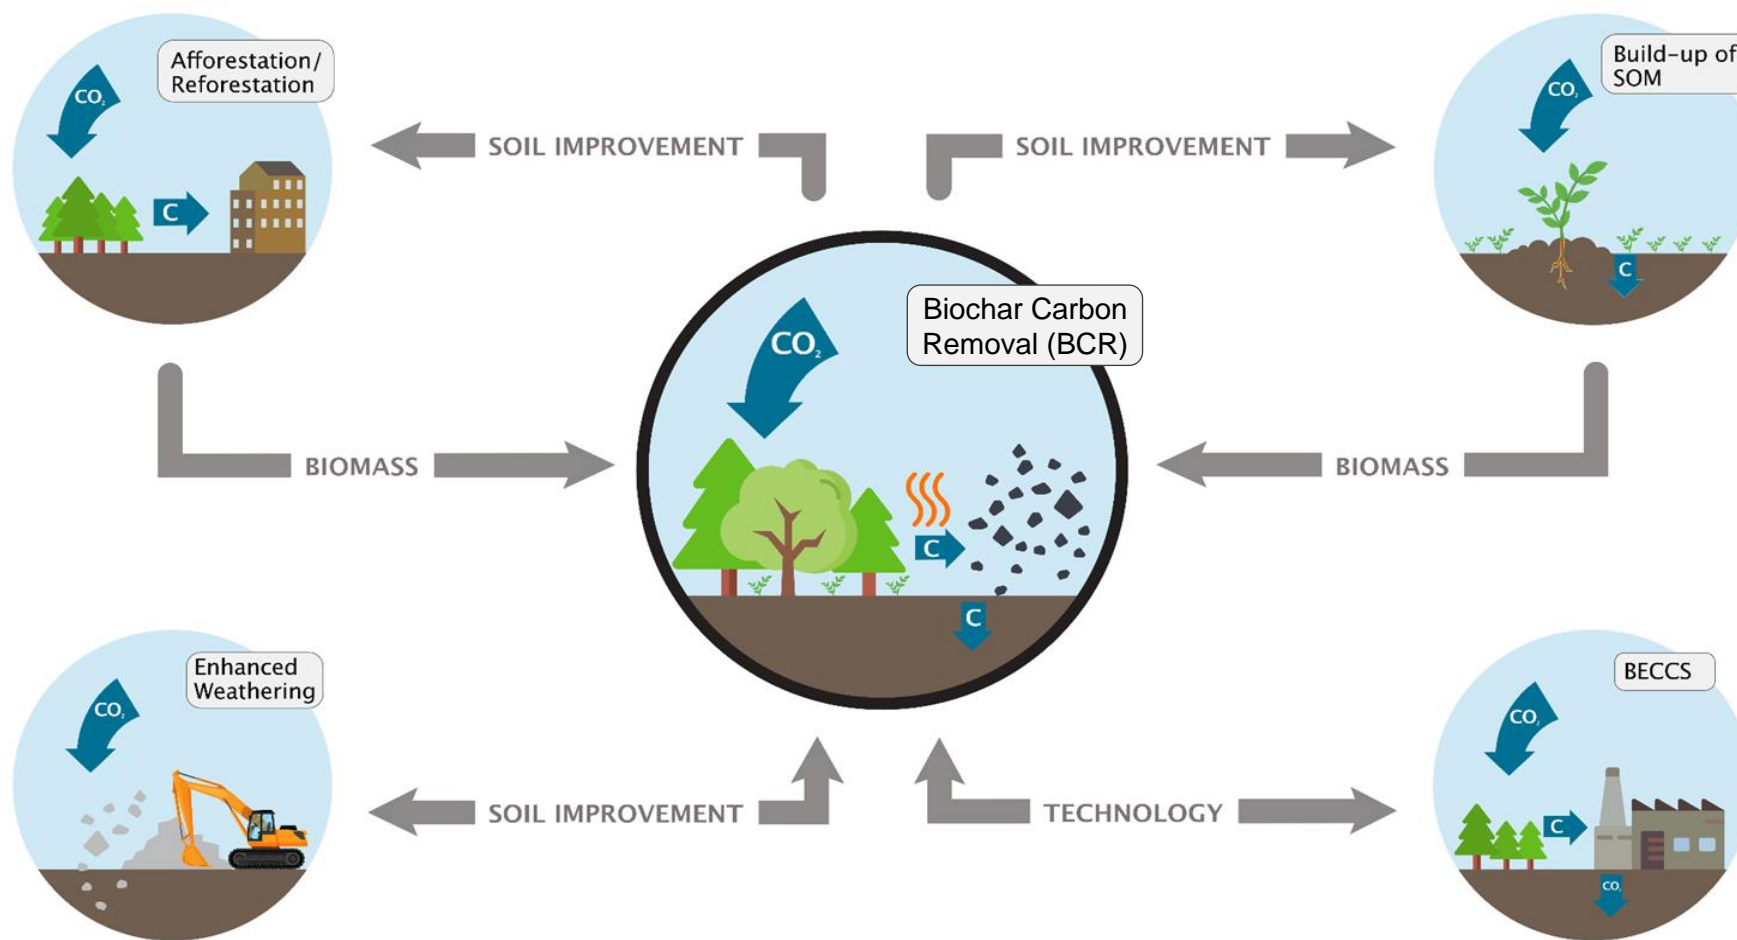 Afforestation/
Reforestation
CO₂
C
SOIL IMPROVEMENT
SOIL IMPROVEMENT
Build-up of
SOM
CO₂
C
Biochar Carbon
Removal (BCR)
CO₂
C
C
BIOMASS
BIOMASS
Enhanced
Weathering
CO₂
SOIL IMPROVEMENT
TECHNOLOGY
BECCS
CO₂
C
CO₂